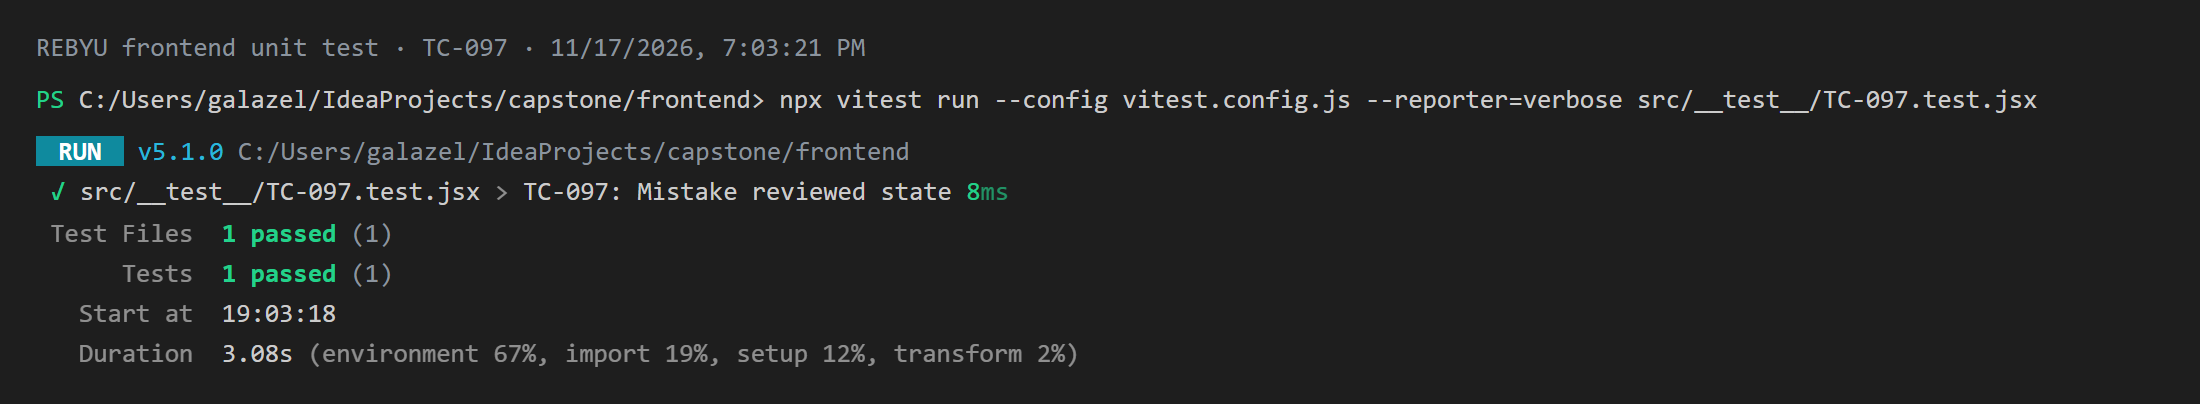 REBYU frontend unit test · TC-097 · 11/17/2026, 7:03:21 PM
PS C:/Users/galazel/IdeaProjects/capstone/frontend> npx vitest run --config vitest.config.js --reporter=verbose src/__test__/TC-097.test.jsx
RUN v5.1.0 C:/Users/galazel/IdeaProjects/capstone/frontend
√ src/__test__/TC-097.test.jsx > TC-097: Mistake reviewed state 8ms
Test Files 1 passed (1)
Tests 1 passed (1)
Start at 19:03:18
Duration 3.08s (environment 67%, import 19%, setup 12%, transform 2%)